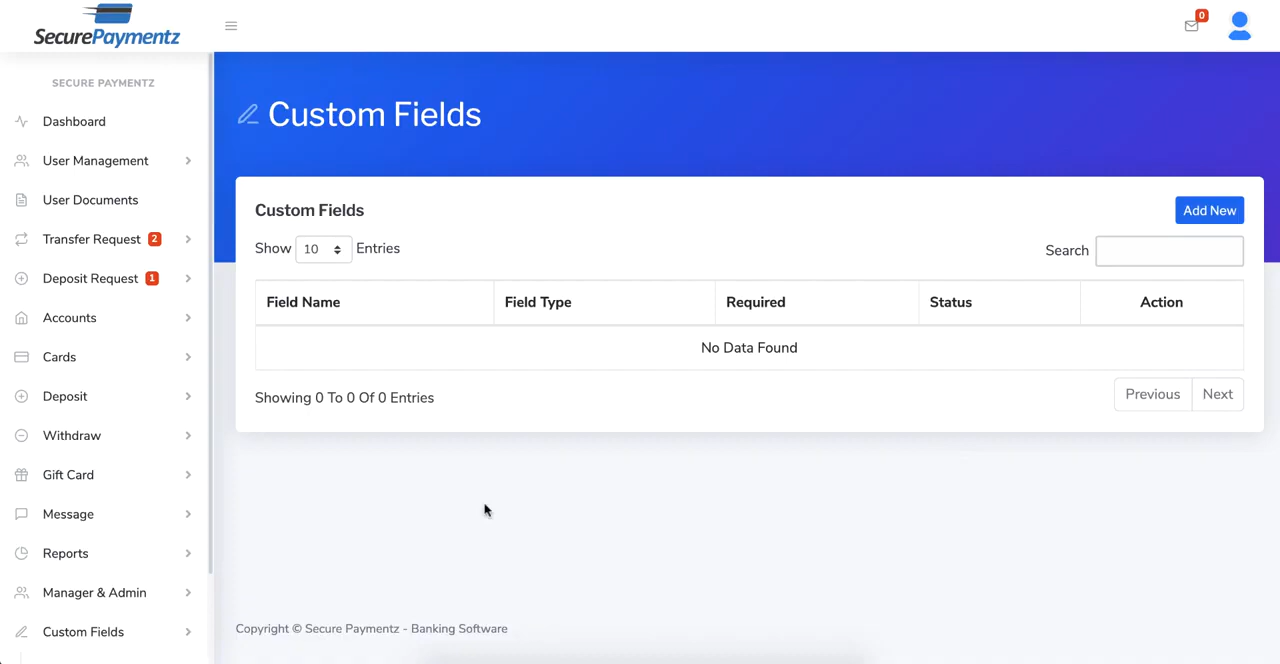 SecurePaymentz
0
SECURE PAYMENTZ
Dashboard
User Management
User Documents
Transfer Request 2
Deposit Request 1
Accounts
Cards
Deposit
Withdraw
Gift Card
Message
Reports
Manager & Admin
Custom Fields
Custom Fields
Custom Fields
Add New
Show 10 Entries
Search
Field Name Field Type Required Status Action
No Data Found
Showing 0 To 0 Of 0 Entries
Previous Next
Copyright © Secure Paymentz - Banking Software